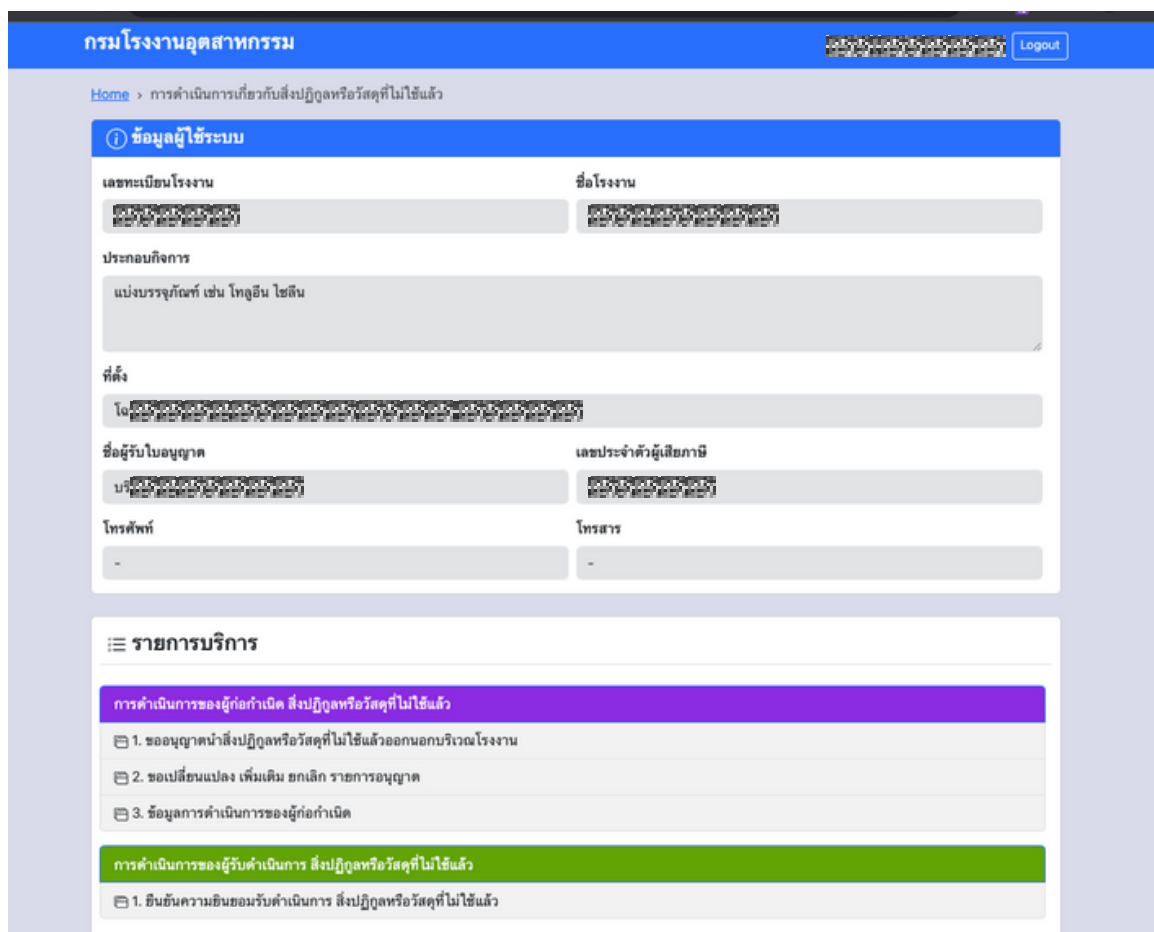 กรมโรงงานอุตสาหกรรม
Logout
Home › การดำเนินการเกี่ยวกับสิ่งปฏิกูลหรือวัสดุที่ไม่ใช้แล้ว
ข้อมูลผู้ใช้ระบบ
เลขทะเบียนโรงงาน
ชื่อโรงงาน
ประกอบกิจการ
แบ่งบรรจุภัณฑ์ เช่น โทลูอีน ไซลีน
ที่ตั้ง
ชื่อผู้รับใบอนุญาต
เลขประจำตัวผู้เสียภาษี
บริ
โทรศัพท์
โทรสาร
-
-
รายการบริการ
การดำเนินการของผู้ก่อกำเนิด สิ่งปฏิกูลหรือวัสดุที่ไม่ใช้แล้ว
1. ขออนุญาตนำสิ่งปฏิกูลหรือวัสดุที่ไม่ใช้แล้วออกนอกบริเวณโรงงาน
2. ขอเปลี่ยนแปลง เพิ่มเติม ยกเลิก รายการอนุญาต
3. ข้อมูลการดำเนินการของผู้ก่อกำเนิด
การดำเนินการของผู้รับดำเนินการ สิ่งปฏิกูลหรือวัสดุที่ไม่ใช้แล้ว
1. ยืนยันความยินยอมรับดำเนินการ สิ่งปฏิกูลหรือวัสดุที่ไม่ใช้แล้ว